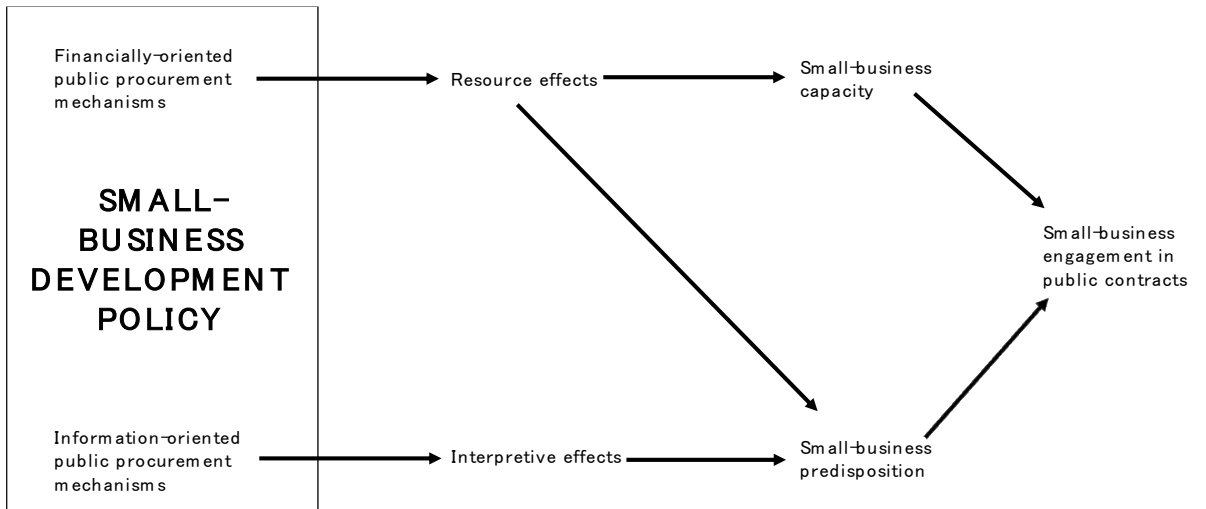 Financially-oriented
public procurement
mechanisms
Resource effects
Small-business
capacity
SMALL-
BUSINESS
DEVELOPMENT
POLICY
Small-business
engagement in
public contracts
Information-oriented
public procurement
mechanisms
Interpretive effects
Small-business
predisposition